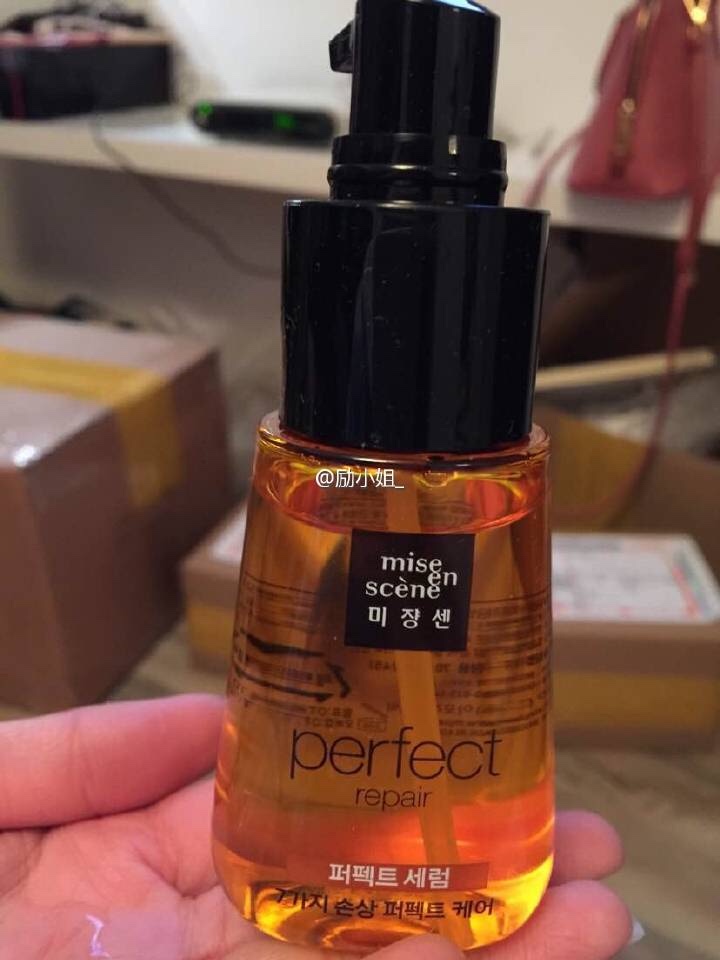 @励小姐_
mise
en
scène
미쟝센
perfect
repair
퍼펙트 세럼
7가지 손상 퍼펙트 케어